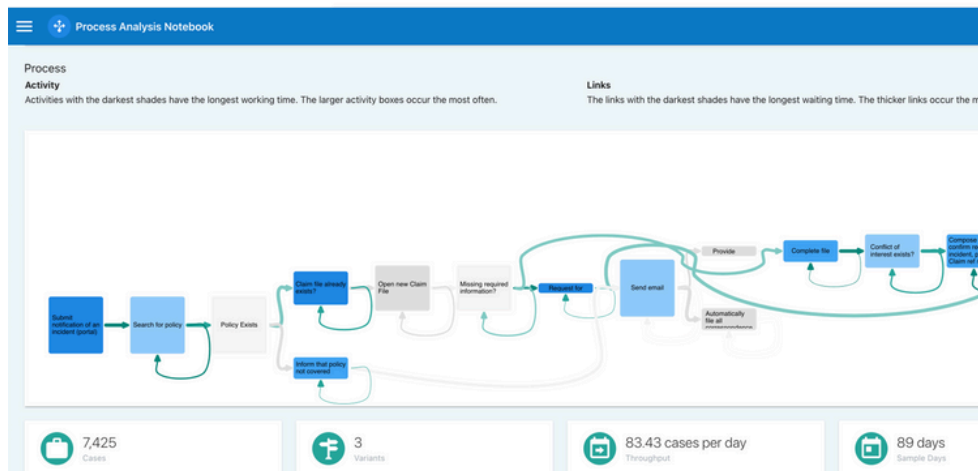 Process Analysis Notebook
Process
Activity
Activities with the darkest shades have the longest working time. The larger activity boxes occur the most often.
Links
The links with the darkest shades have the longest waiting time. The thicker links occur the
Submit
notification of an
incident (portal)
Search for policy
Policy Exists
Claim file already
exists?
Inform that policy
not covered
Open new Claim
File
Missing required
information?
Request for
Send email
Provide
Automatically
file all
Complete file
Conflict of
interest exists?
Compose
confirm
incident,
Claim ref
7,425
Cases
3
Variants
83.43 cases per day
Throughput
89 days
Sample Days